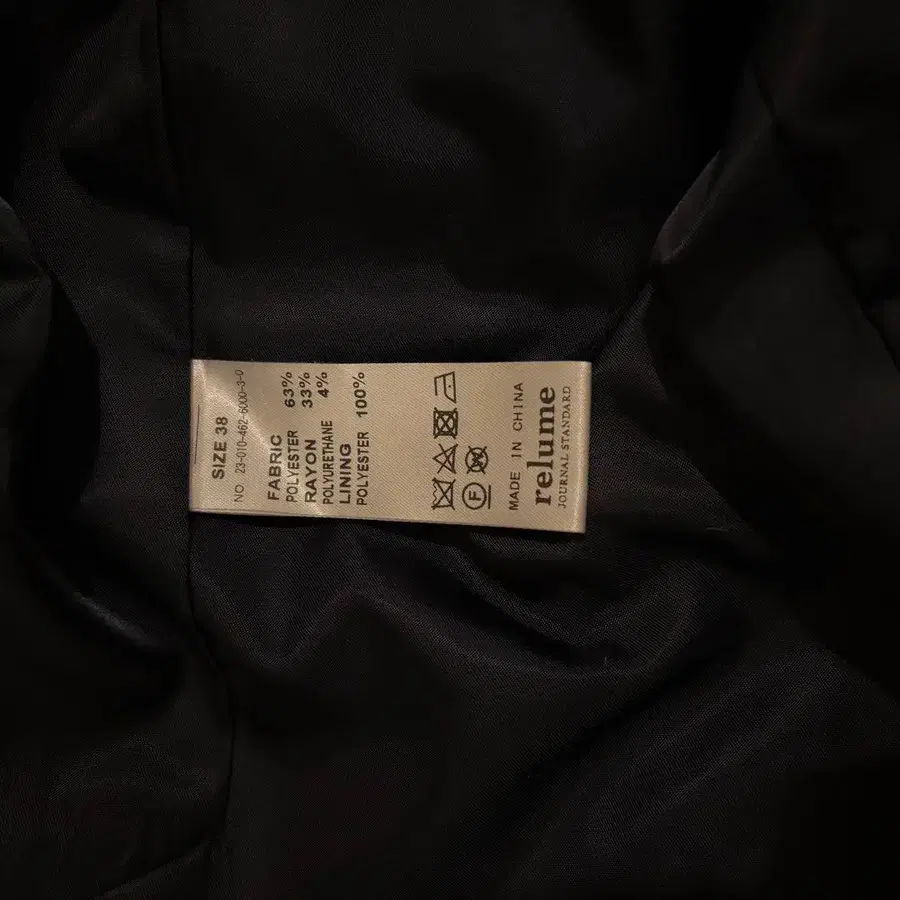 SIZE 38
NO 23-010-462-6000-3-0
FABRIC
POLYESTER 63%
RAYON 33%
POLYURETHANE 4%
LINING
POLYESTER 100%
F
MADE IN CHINA
relume
JOURNAL STANDARD